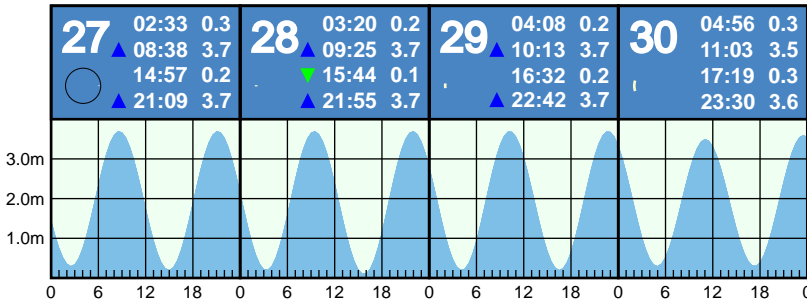 27
02:33 0.3
▲ 08:38 3.7
14:57 0.2
▲ 21:09 3.7
28
03:20 0.2
▲ 09:25 3.7
▼ 15:44 0.1
▲ 21:55 3.7
29
04:08 0.2
▲ 10:13 3.7
16:32 0.2
▲ 22:42 3.7
30
04:56 0.3
11:03 3.5
17:19 0.3
23:30 3.6
3.0m
2.0m
1.0m
0 6 12 18 0 6 12 18 0 6 12 18 0 6 12 18